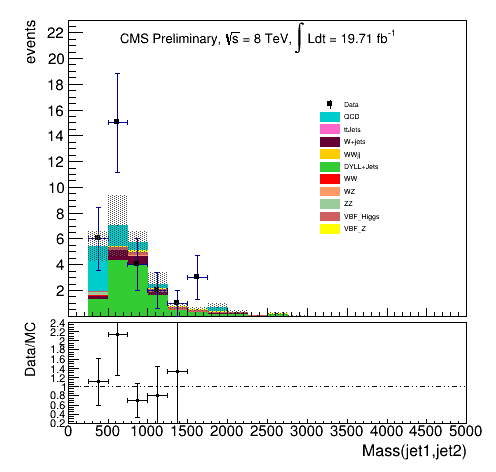 events
22
20
18
16
14
12
10
8
6
4
2
CMS Preliminary, √s = 8 TeV, ∫ Ldt = 19.71 fb⁻¹
Data
QCD
ttJets
W+jets
WWjj
DYLL+Jets
WW
WZ
ZZ
VBF_Higgs
VBF_Z
Data/MC
2.4
2.2
2
1.8
1.6
1.4
1.2
1
0.8
0.6
0.4
0.2
0 500 1000 1500 2000 2500 3000 3500 4000 4500 5000
Mass(jet1,jet2)